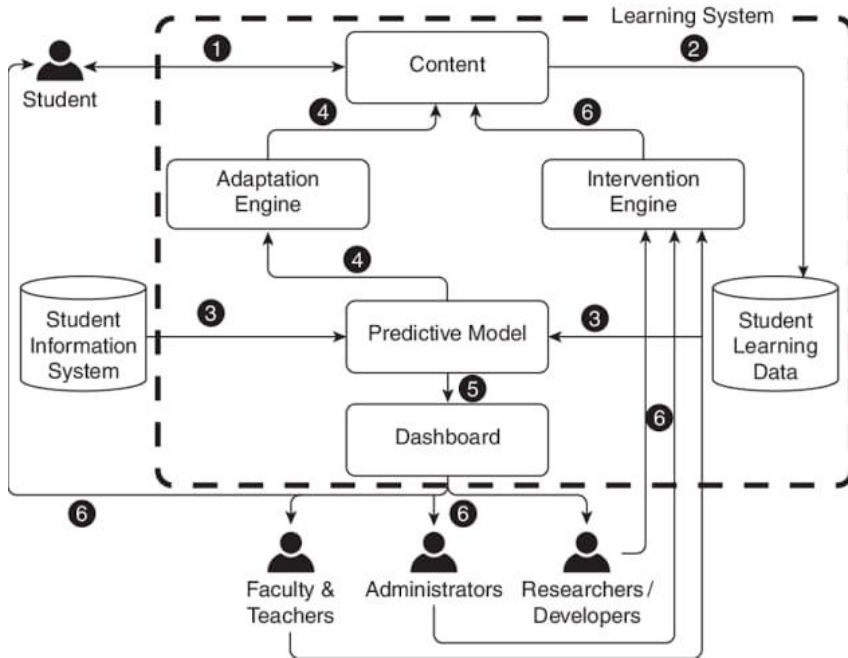 Learning System
1
2
Content
Student
4
6
Adaptation
Engine
Intervention
Engine
4
Student
Information
System
3
Predictive Model
3
Student
Learning
Data
5
Dashboard
6
6
6
Faculty &
Teachers
Administrators
Researchers/
Developers